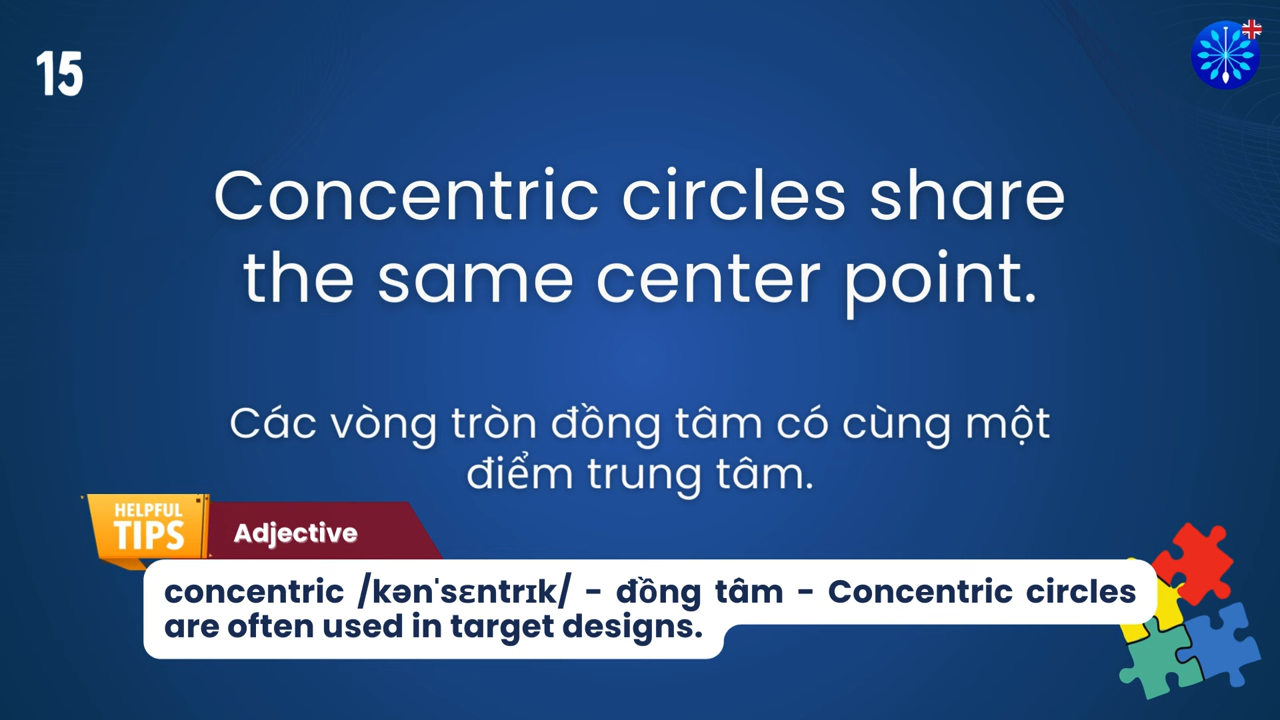 15
Concentric circles share
the same center point.
Các vòng tròn đồng tâm có cùng một
điểm trung tâm.
HELPFUL
TIPS
Adjective
concentric /kənˈsɛntrɪk/ - đồng tâm - Concentric circles
are often used in target designs.